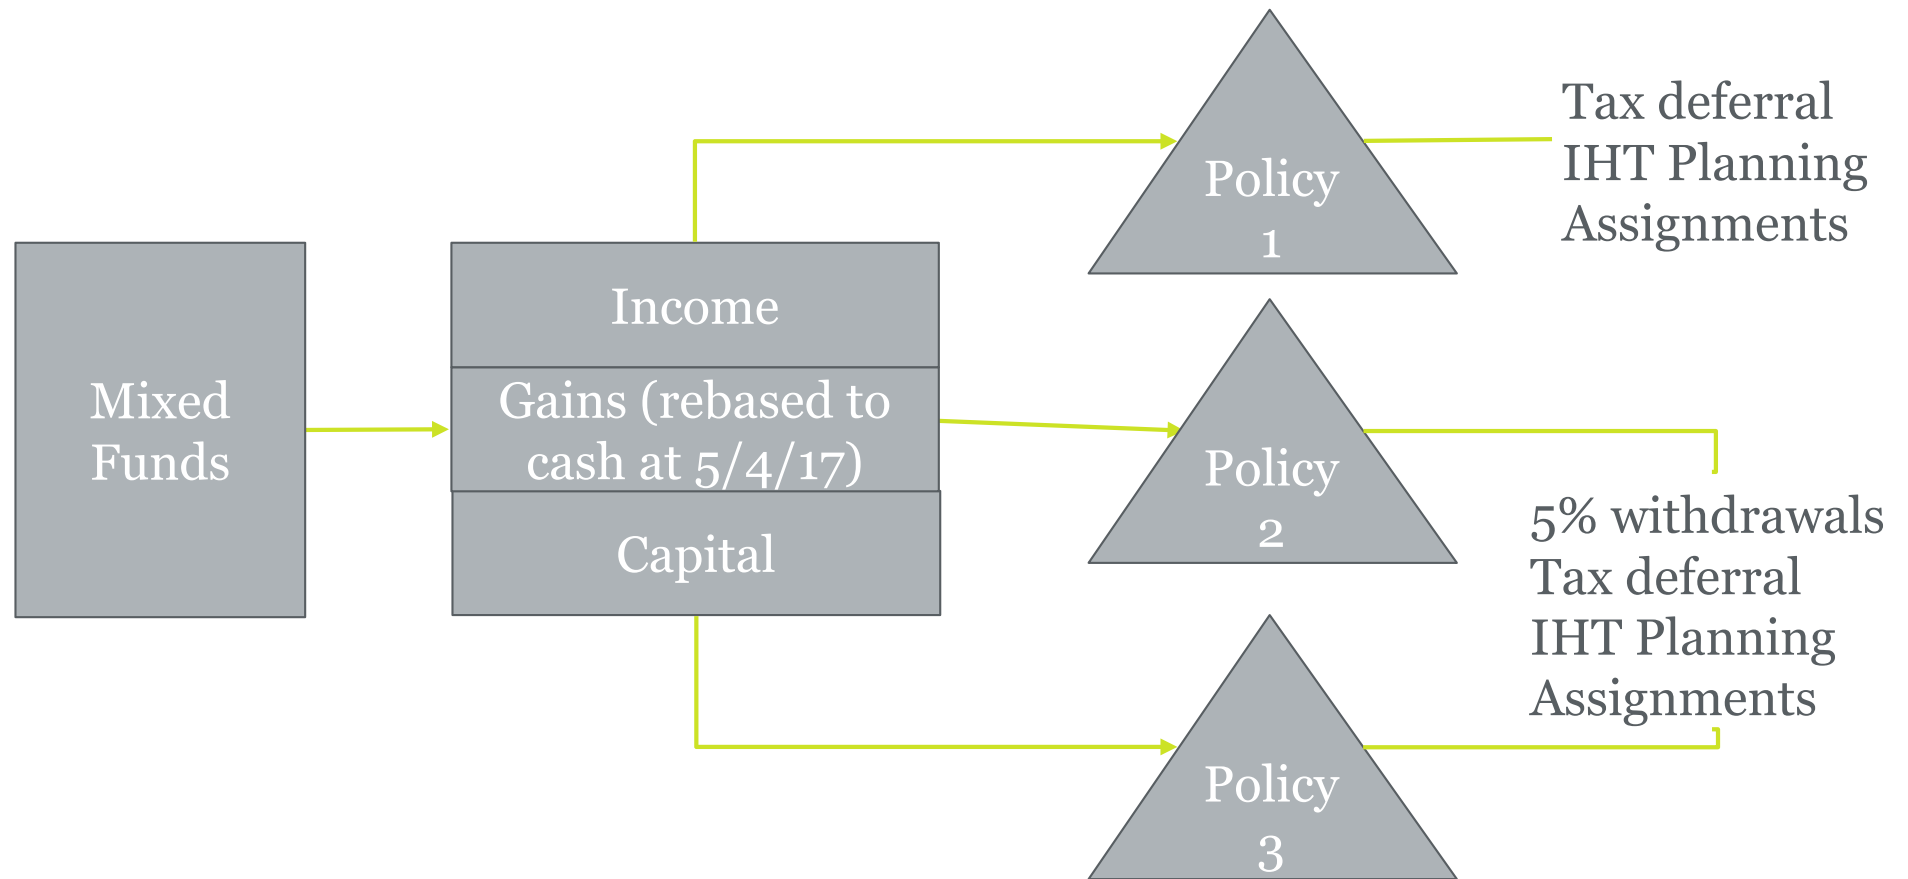 Mixed
Funds
Income
Gains (rebased to
cash at 5/4/17)
Capital
Policy
1
Policy
2
Policy
3
Tax deferral
IHT Planning
Assignments
5% withdrawals
Tax deferral
IHT Planning
Assignments